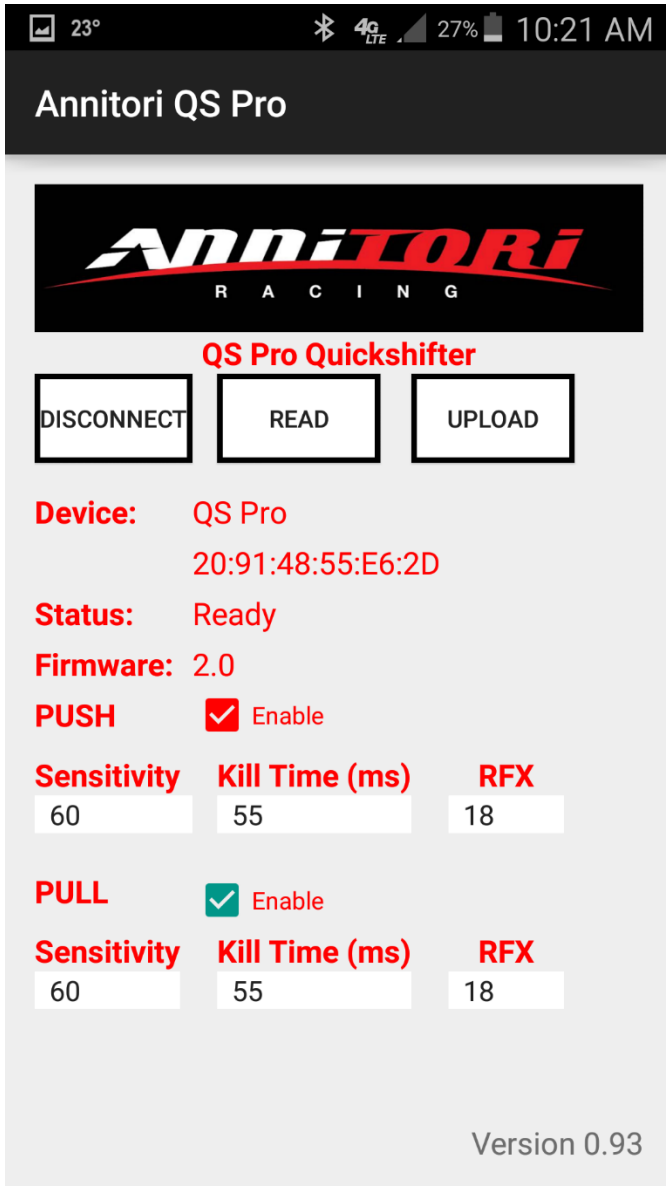 23° 4G LTE 27% 10:21 AM
Annitori QS Pro
ANNiTORi
RACING
QS Pro Quickshifter
DISCONNECT READ UPLOAD
Device: QS Pro
20:91:48:55:E6:2D
Status: Ready
Firmware: 2.0
PUSH Enable
Sensitivity Kill Time (ms) RFX
60 55 18
PULL Enable
Sensitivity Kill Time (ms) RFX
60 55 18
Version 0.93